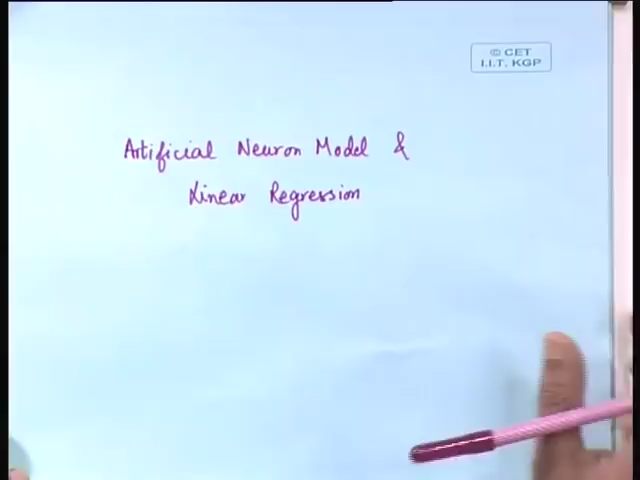 © CET
I.I.T. KGP
Artificial Neuron Model &
Linear Regression